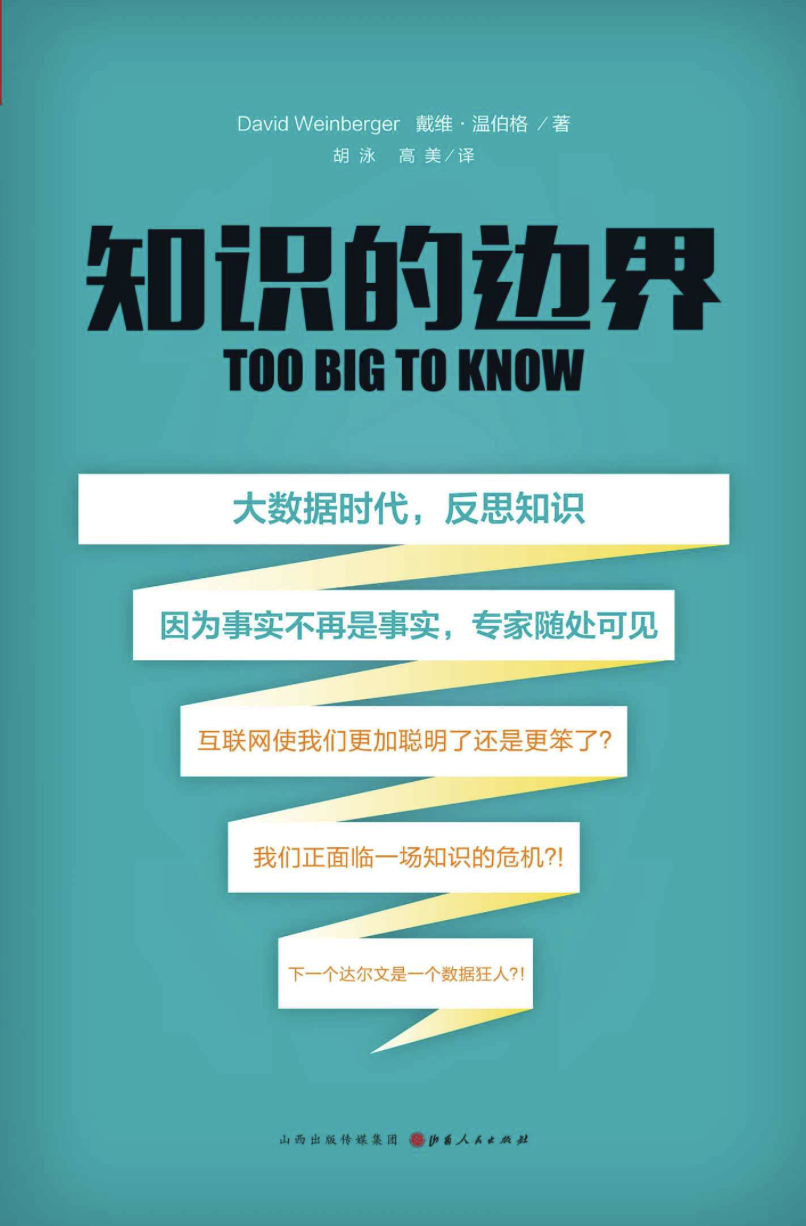 David Weinberger 戴维·温伯格／著
胡 泳 高 美／译
知识的边界
TOO BIG TO KNOW
大数据时代，反思知识
因为事实不再是事实，专家随处可见
互联网使我们更加聪明了还是更笨了？
我们正面临一场知识的危机?!
下一个达尔文是一个数据狂人?!
山西出版传媒集团 山西人民出版社